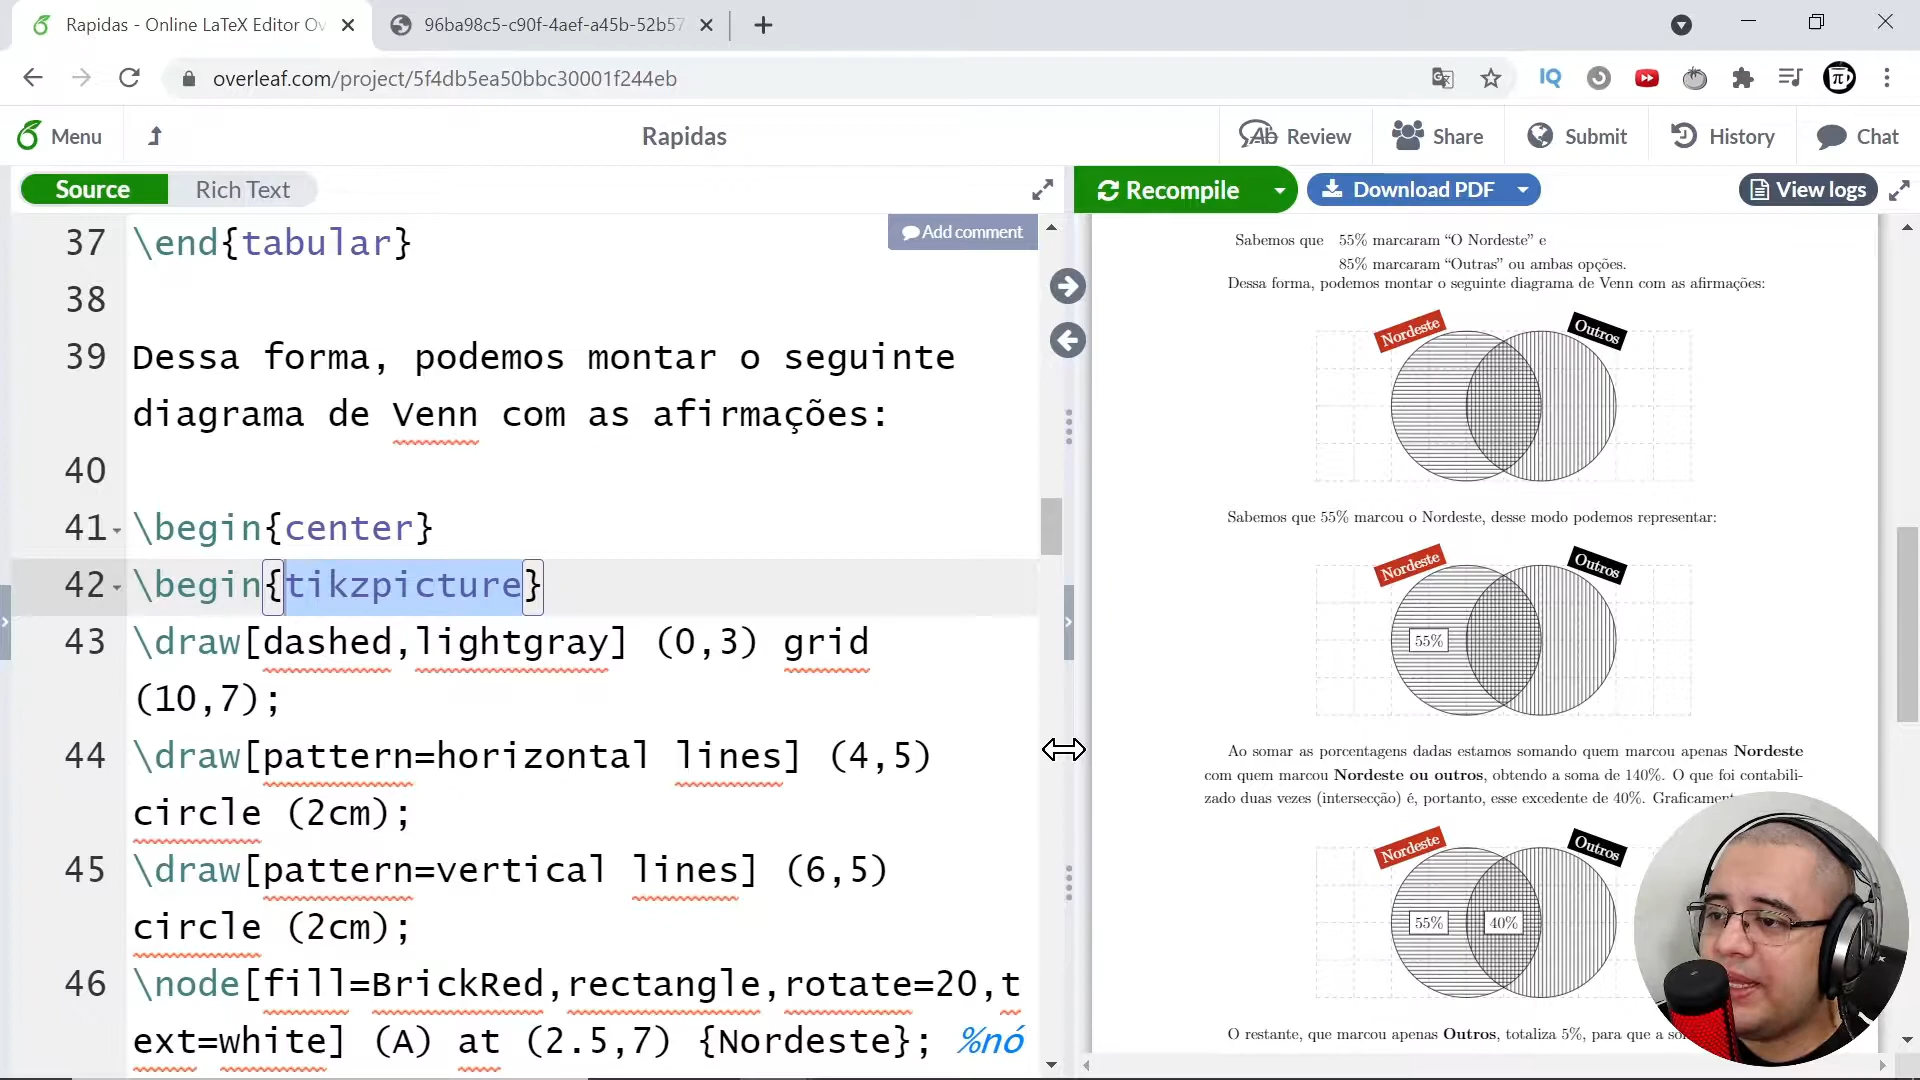 Rapidas - Online LaTeX Editor Ov
96ba98c5-c90f-4aef-a45b-52b57
overleaf.com/project/5f4db5ea50bbc30001f244eb
IQ
Menu
Rapidas
Review
Share
Submit
History
Chat
Source
Rich Text
Recompile
Download PDF
View logs
Add comment
37 \end{tabular}
38
39 Dessa forma, podemos montar o seguinte
diagrama de Venn com as afirmações:
40
41 \begin{center}
42 \begin{tikzpicture}
43 \draw[dashed,lightgray] (0,3) grid
(10,7);
44 \draw[pattern=horizontal lines] (4,5)
circle (2cm);
45 \draw[pattern=vertical lines] (6,5)
circle (2cm);
46 \node[fill=BrickRed,rectangle,rotate=20,t
ext=white] (A) at (2.5,7) {Nordeste}; %nó
Sabemos que 55% marcaram “O Nordeste” e
85% marcaram “Outras” ou ambas opções.
Dessa forma, podemos montar o seguinte diagrama de Venn com as afirmações:
Nordeste
Outros
Sabemos que 55% marcou o Nordeste, desse modo podemos representar:
Nordeste
Outros
55%
Ao somar as porcentagens dadas estamos somando quem marcou apenas Nordeste
com quem marcou Nordeste ou outros, obtendo a soma de 140%. O que foi contabili-
zado duas vezes (intersecção) é, portanto, esse excedente de 40%.
Nordeste
Outros
55%
40%
O restante, que marcou apenas Outros, totaliza 5%, para que a